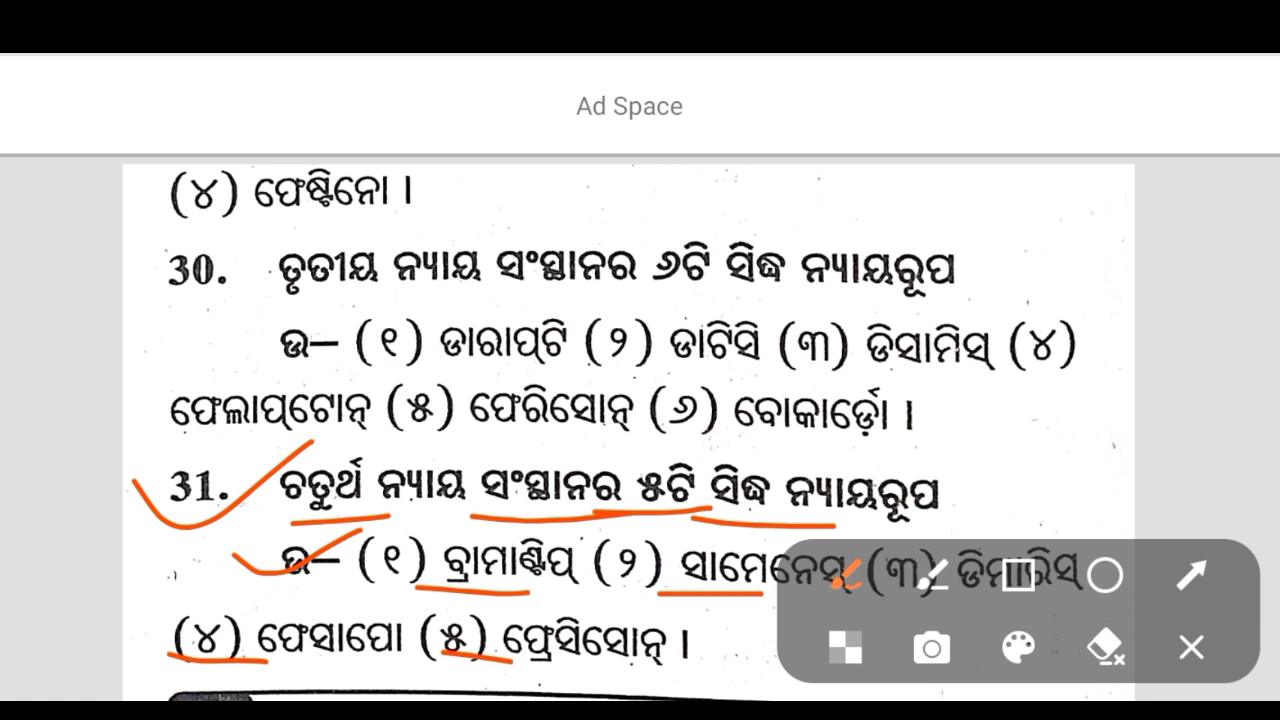 Ad Space
(୪) ଫେଷ୍ଟିନୋ ।
30. ତୃତୀୟ ନ୍ୟାୟ ସଂସ୍ଥାନର ୬ଟି ସିଦ୍ଧ ନ୍ୟାୟରୂପ
ଉ— (୧) ଡାରାପ୍‌ଟି (୨) ଡାଟିସି (୩) ଡିସାମିସ୍ (୪)
ଫେଲାପ୍‌ଟୋନ୍ (୫) ଫେରିସୋନ୍ (୬) ବୋକାର୍ଡ଼ୋ ।
31. ଚତୁର୍ଥ ନ୍ୟାୟ ସଂସ୍ଥାନର ୫ଟି ସିଦ୍ଧ ନ୍ୟାୟରୂପ
ଉ— (୧) ବ୍ରାମାଣ୍ଟିପ୍ (୨) ସାମେନେସ୍ (୩) ଡିମାରିସ୍
(୪) ଫେସାପୋ (୫) ଫ୍ରେସିସୋନ୍ ।